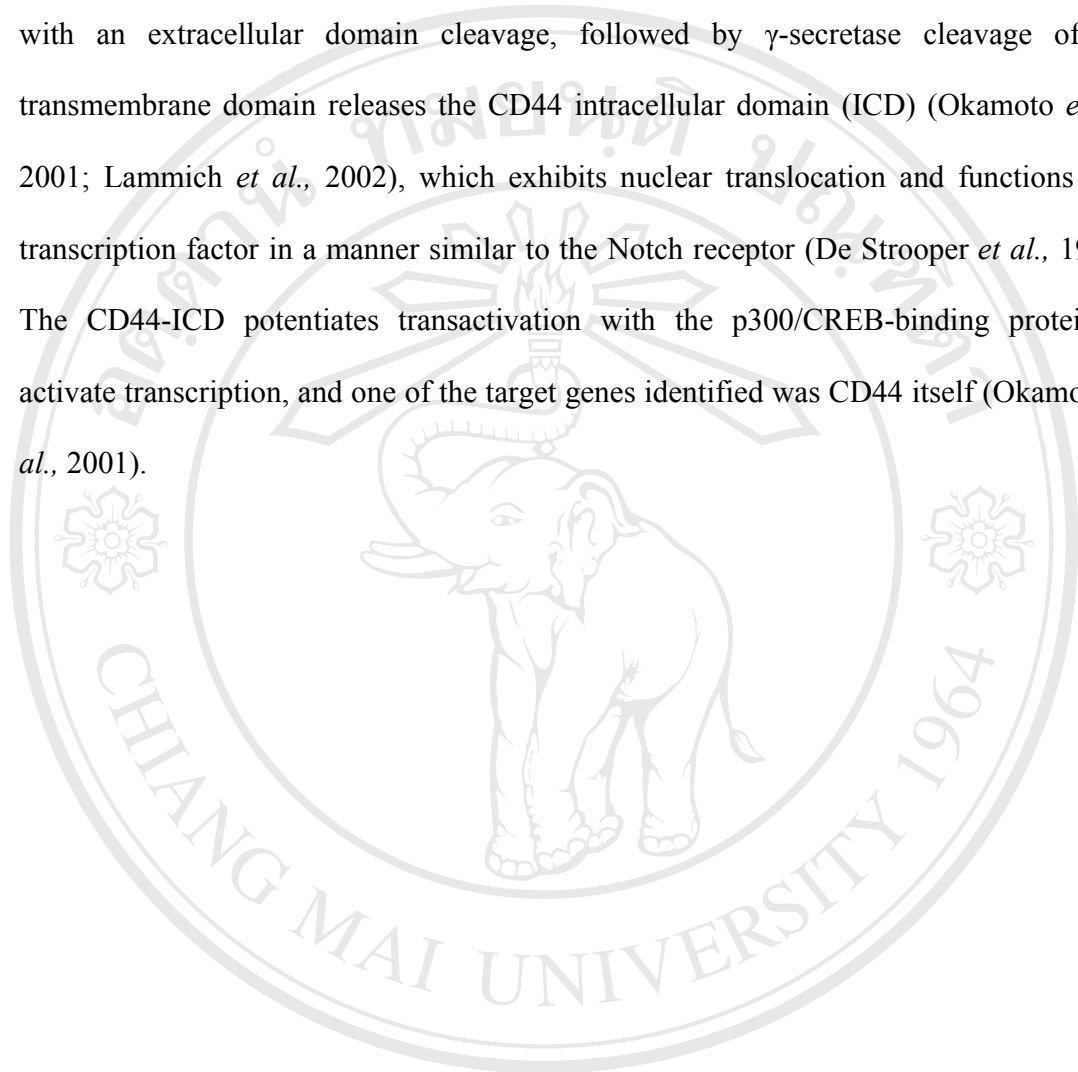 with an extracellular domain cleavage, followed by γ-secretase cleavage of
transmembrane domain releases the CD44 intracellular domain (ICD) (Okamoto e
2001; Lammich et al., 2002), which exhibits nuclear translocation and functions
transcription factor in a manner similar to the Notch receptor (De Strooper et al., 19
The CD44-ICD potentiates transactivation with the p300/CREB-binding protei
activate transcription, and one of the target genes identified was CD44 itself (Okamo
al., 2001).
CHIANG MAI UNIVERSITY 1964